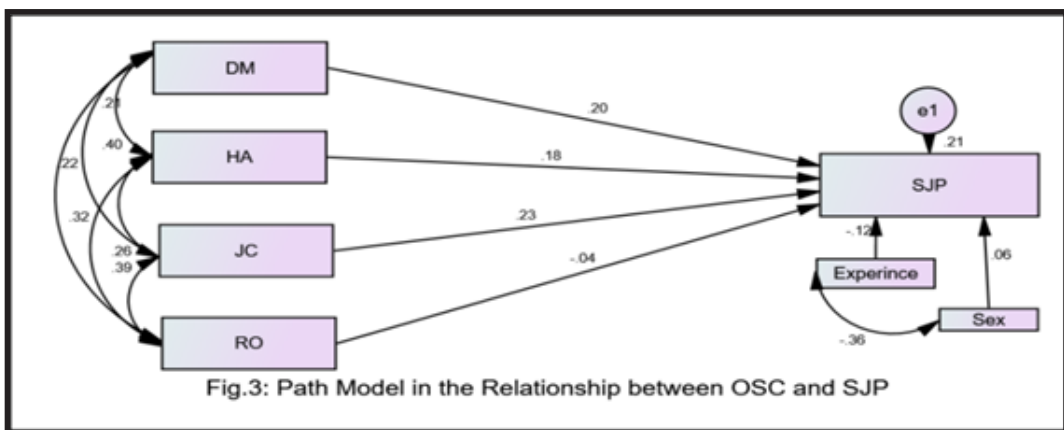 DM
.21
.20
e1
.40
HA
.21
.22
.18
SJP
.32
.23
-.12
.26
JC
.39
-.04
.06
Experince
Sex
RO
-.36
Fig.3: Path Model in the Relationship between OSC and SJP